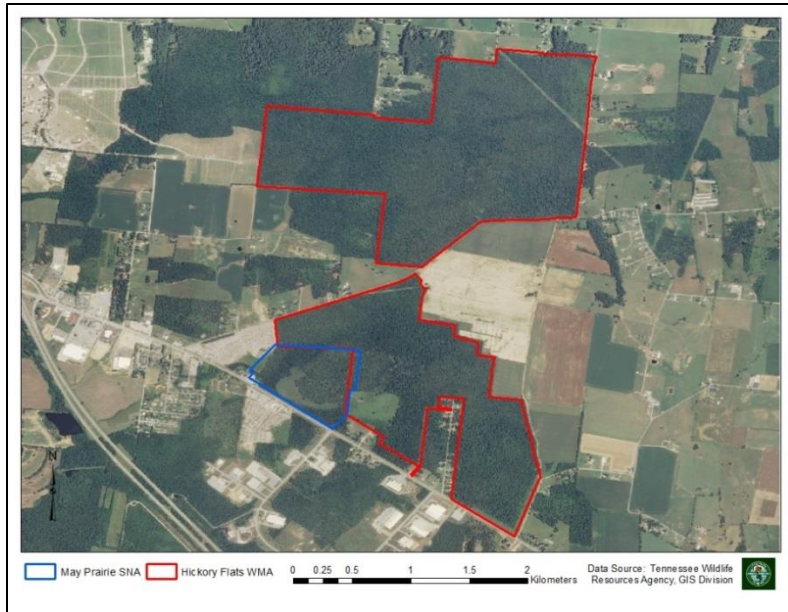 N
May Prairie SNA
Hickory Flats WMA
0 0.25 0.5 1 1.5 2
Kilometers
Data Source: Tennessee Wildlife
Resources Agency, GIS Division